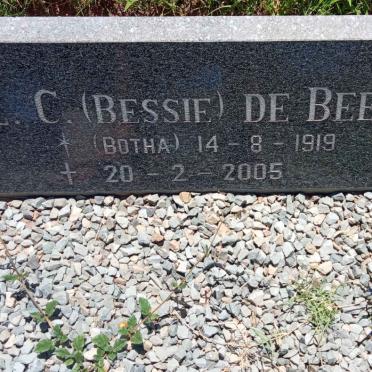 C. (BESSIE) DE BEE
* (BOTHA) 14 - 8 - 1919
† 20 - 2 - 2005